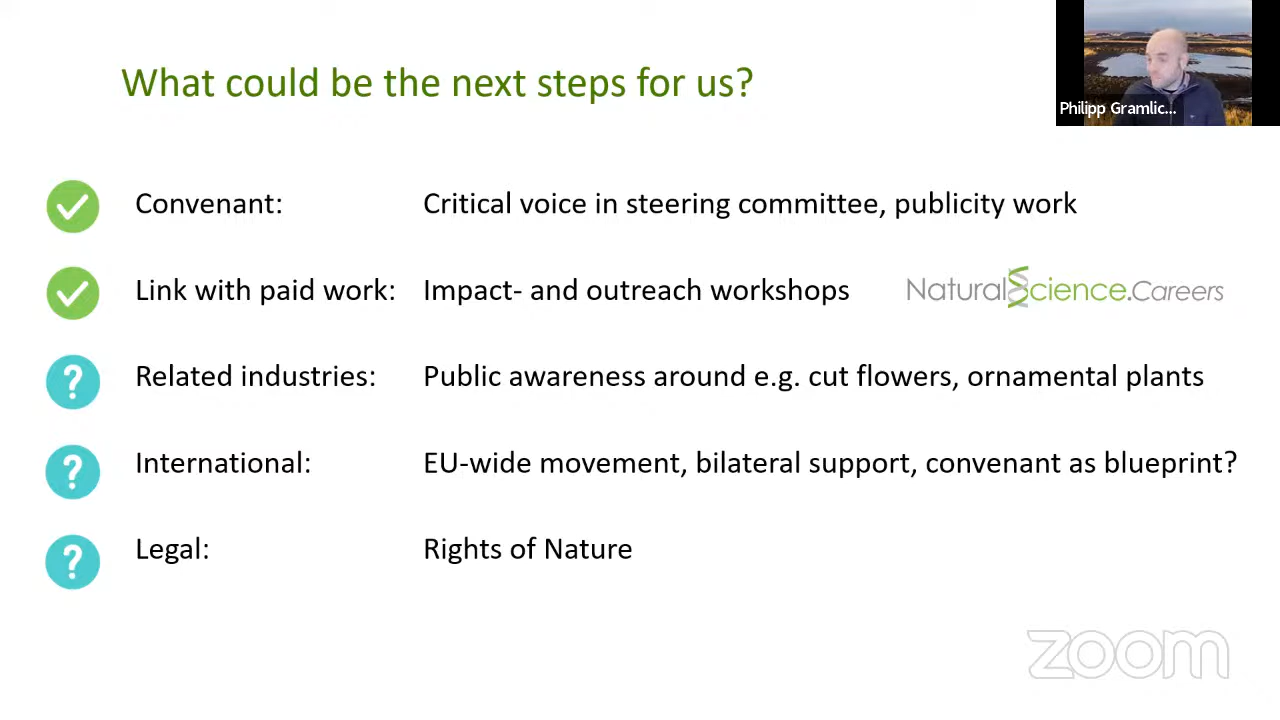 What could be the next steps for us?
Philipp Gramlic...
Convenant: Critical voice in steering committee, publicity work
Link with paid work: Impact- and outreach workshops
NaturalScience.Careers
Related industries: Public awareness around e.g. cut flowers, ornamental plants
International: EU-wide movement, bilateral support, convenant as blueprint?
Legal: Rights of Nature
zoom